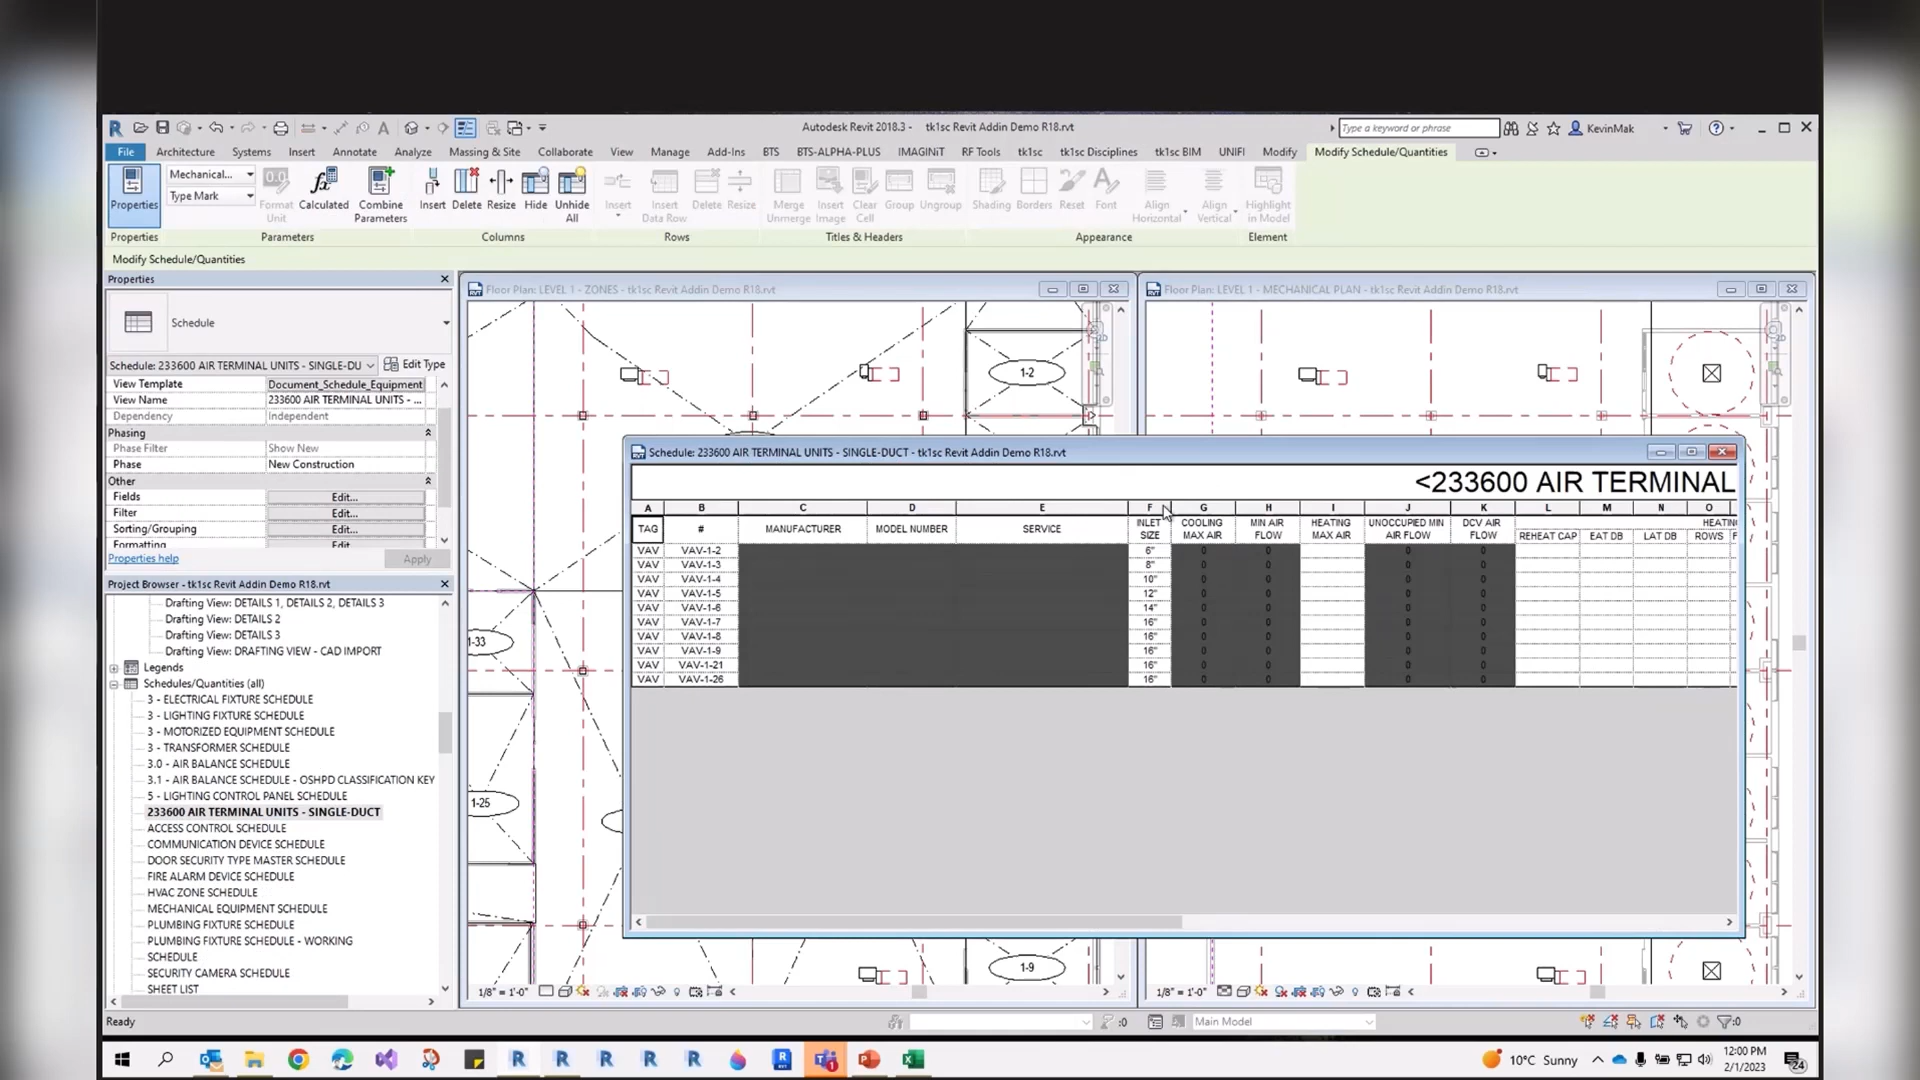 Autodesk Revit 2018.3 - tk1sc Revit Addin Demo R18.rvt
Type a keyword or phrase
KevinMak
File Architecture Systems Insert Annotate Analyze Massing & Site Collaborate View Manage Add-Ins BTS BTS-ALPHA-PLUS IMAGINiT RF Tools tk1sc tk1sc Disciplines tk1sc BIM UNIFI Modify Modify Schedule/Quantities
Mechanical...
Type Mark
Properties Format Unit Calculated Combine Parameters Insert Delete Resize Hide Unhide All Insert Insert Data Row Delete Resize Merge Unmerge Insert Image Clear Cell Group Ungroup Shading Borders Reset Font Align Horizontal Align Vertical Highlight in Model
Properties Parameters Columns Rows Titles & Headers Appearance Element
Modify Schedule/Quantities
Properties
Schedule
Schedule: 233600 AIR TERMINAL UNITS - SINGLE-DU
Edit Type
View Template Document_Schedule_Equipment
View Name 233600 AIR TERMINAL UNITS - ...
Dependency Independent
Phasing
Phase Filter Show New
Phase New Construction
Other
Fields Edit...
Filter Edit...
Sorting/Grouping Edit...
Formatting Edit...
Properties help
Apply
Project Browser - tk1sc Revit Addin Demo R18.rvt
Drafting View: DETAILS 1, DETAILS 2, DETAILS 3
Drafting View: DETAILS 2
Drafting View: DETAILS 3
Drafting View: DRAFTING VIEW - CAD IMPORT
Legends
Schedules/Quantities (all)
3 - ELECTRICAL FIXTURE SCHEDULE
3 - LIGHTING FIXTURE SCHEDULE
3 - MOTORIZED EQUIPMENT SCHEDULE
3 - TRANSFORMER SCHEDULE
3.0 - AIR BALANCE SCHEDULE
3.1 - AIR BALANCE SCHEDULE - OSHPD CLASSIFICATION KEY
5 - LIGHTING CONTROL PANEL SCHEDULE
233600 AIR TERMINAL UNITS - SINGLE-DUCT
ACCESS CONTROL SCHEDULE
COMMUNICATION DEVICE SCHEDULE
DOOR SECURITY TYPE MASTER SCHEDULE
FIRE ALARM DEVICE SCHEDULE
HVAC ZONE SCHEDULE
MECHANICAL EQUIPMENT SCHEDULE
PLUMBING FIXTURE SCHEDULE
PLUMBING FIXTURE SCHEDULE - WORKING
SCHEDULE
SECURITY CAMERA SCHEDULE
SHEET LIST
Floor Plan: LEVEL 1 - ZONES - tk1sc Revit Addin Demo R18.rvt
1-2
1-33
1-25
1-9
1/8" = 1'-0"
Floor Plan: LEVEL 1 - MECHANICAL PLAN - tk1sc Revit Addin Demo R18.rvt
1/8" = 1'-0"
Schedule: 233600 AIR TERMINAL UNITS - SINGLE-DUCT - tk1sc Revit Addin Demo R18.rvt
<233600 AIR TERMINAL
A B C D E F G H I J K L M N O
TAG # MANUFACTURER MODEL NUMBER SERVICE INLET SIZE COOLING MAX AIR MIN AIR FLOW HEATING MAX AIR UNOCCUPIED MIN AIR FLOW DCV AIR FLOW REHEAT CAP EAT DB LAT DB ROWS
VAV VAV-1-2 6" 0 0 0 0
VAV VAV-1-3 8" 0 0 0 0
VAV VAV-1-4 10" 0 0 0 0
VAV VAV-1-5 12" 0 0 0 0
VAV VAV-1-6 14" 0 0 0 0
VAV VAV-1-7 16" 0 0 0 0
VAV VAV-1-8 16" 0 0 0 0
VAV VAV-1-9 16" 0 0 0 0
VAV VAV-1-21 16" 0 0 0 0
VAV VAV-1-26 16" 0 0 0 0
Ready
:0
Main Model
:0
10°C Sunny
12:00 PM
2/1/2023
24